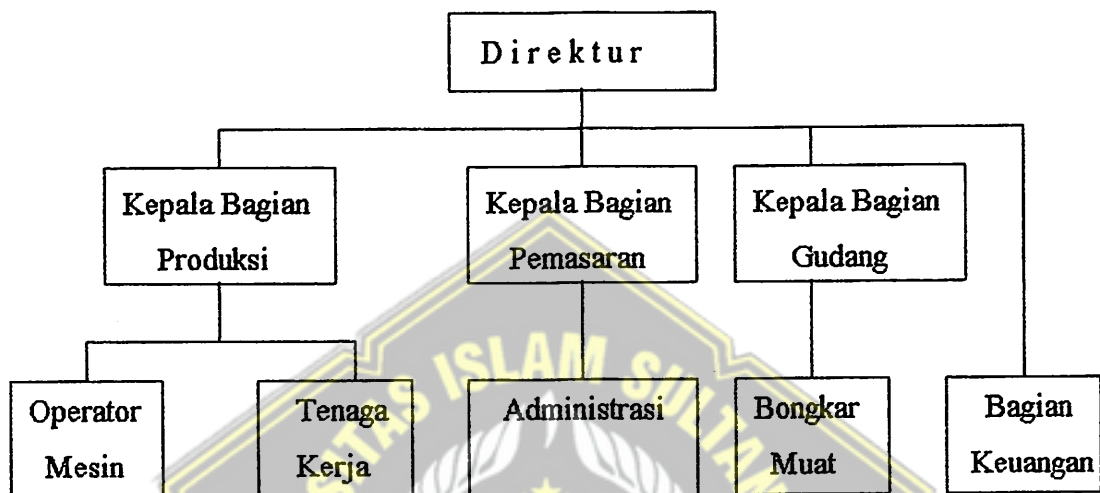 Direktur
Kepala Bagian
Produksi
Kepala Bagian
Pemasaran
Kepala Bagian
Gudang
Operator
Mesin
Tenaga
Kerja
Administrasi
Bongkar
Muat
Bagian
Keuangan
ISLAM